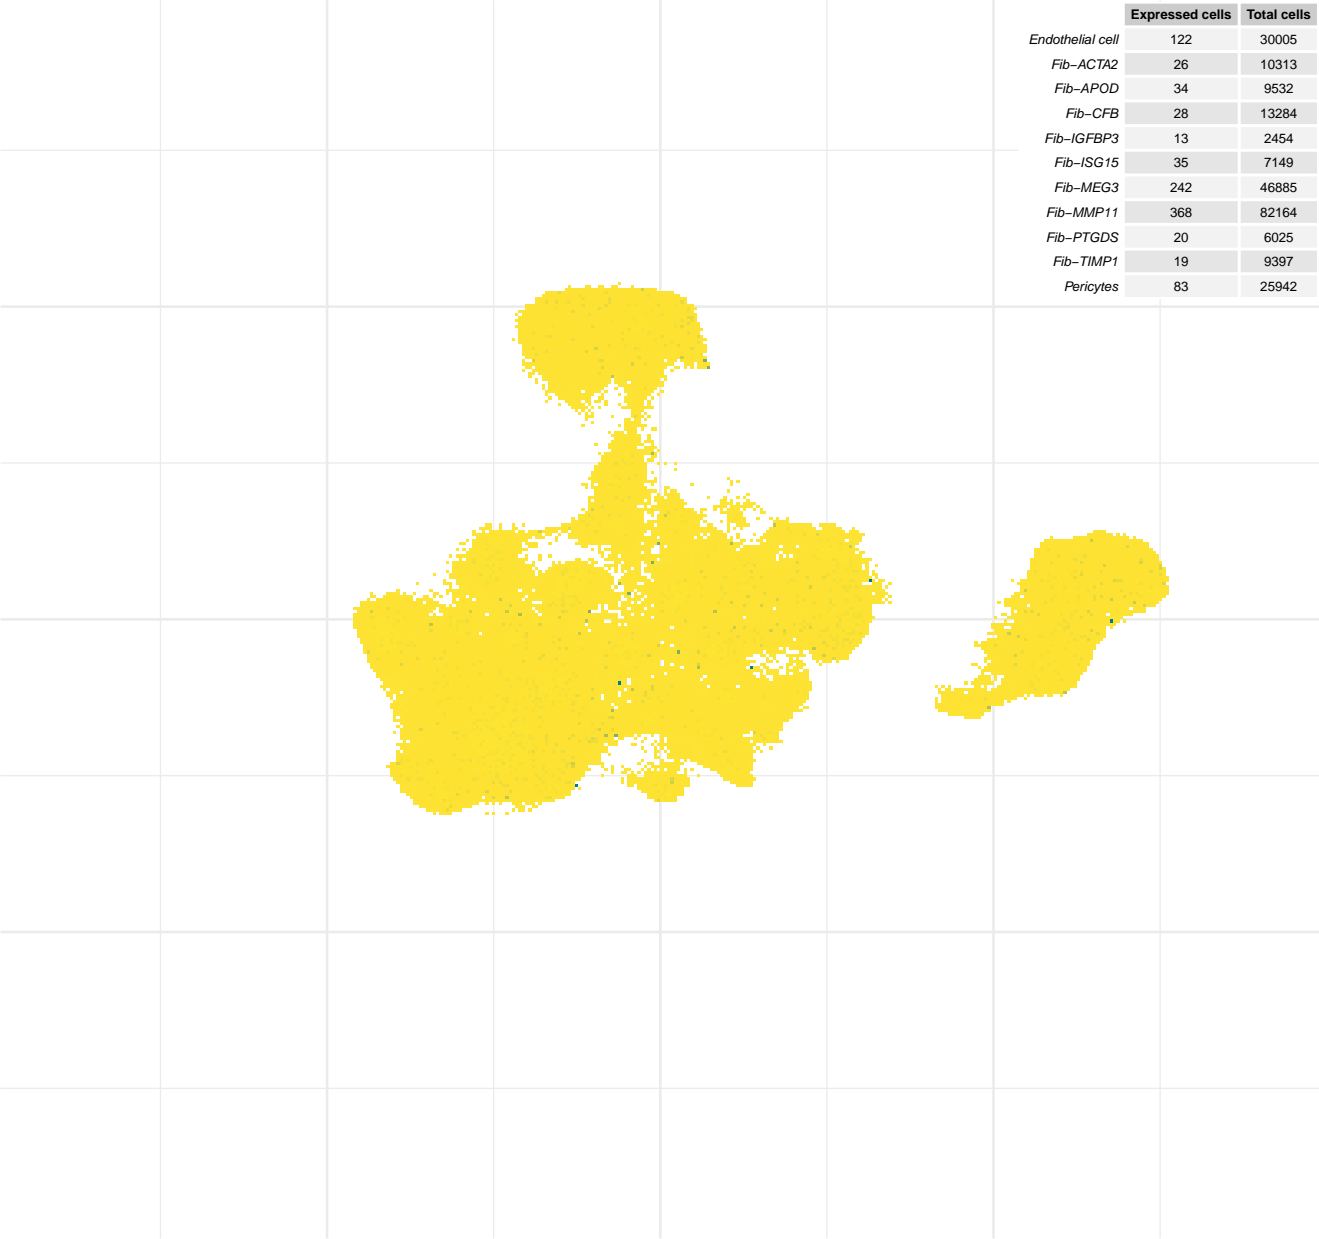 Expressed cells Total cells
Endothelial cell 122 30005
Fib−ACTA2 26 10313
Fib−APOD 34 9532
Fib−CFB 28 13284
Fib−IGFBP3 13 2454
Fib−ISG15 35 7149
Fib−MEG3 242 46885
Fib−MMP11 368 82164
Fib−PTGDS 20 6025
Fib−TIMP1 19 9397
Pericytes 83 25942